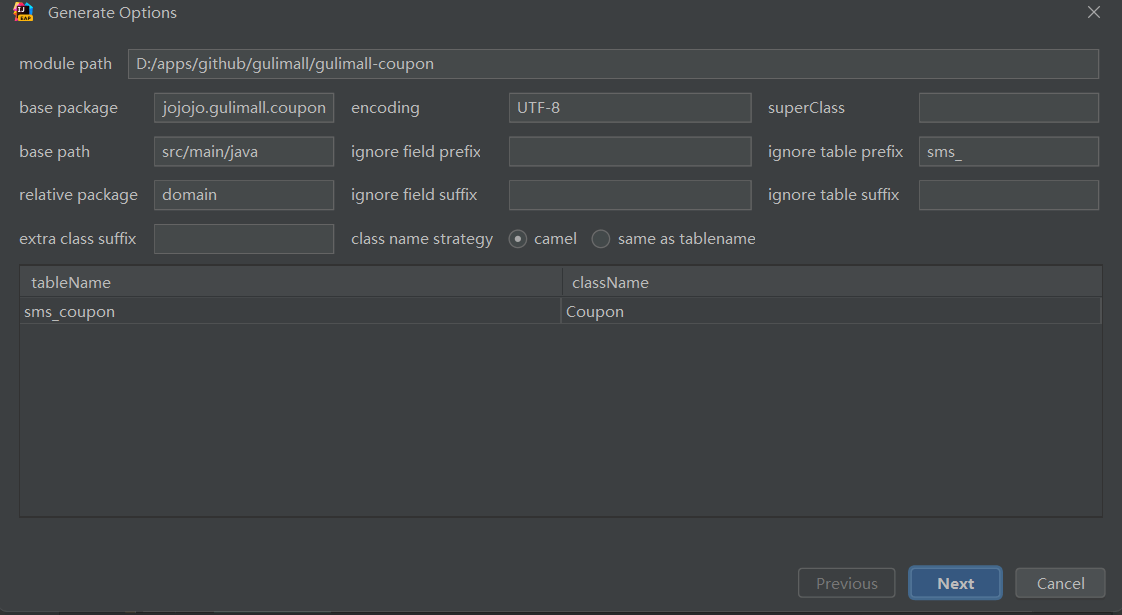 Generate Options
module path D:/apps/github/gulimall/gulimall-coupon
base package jojojo.gulimall.coupon encoding UTF-8 superClass
base path src/main/java ignore field prefix ignore table prefix sms_
relative package domain ignore field suffix ignore table suffix
extra class suffix class name strategy camel same as tablename
tableName className
sms_coupon Coupon
Previous Next Cancel